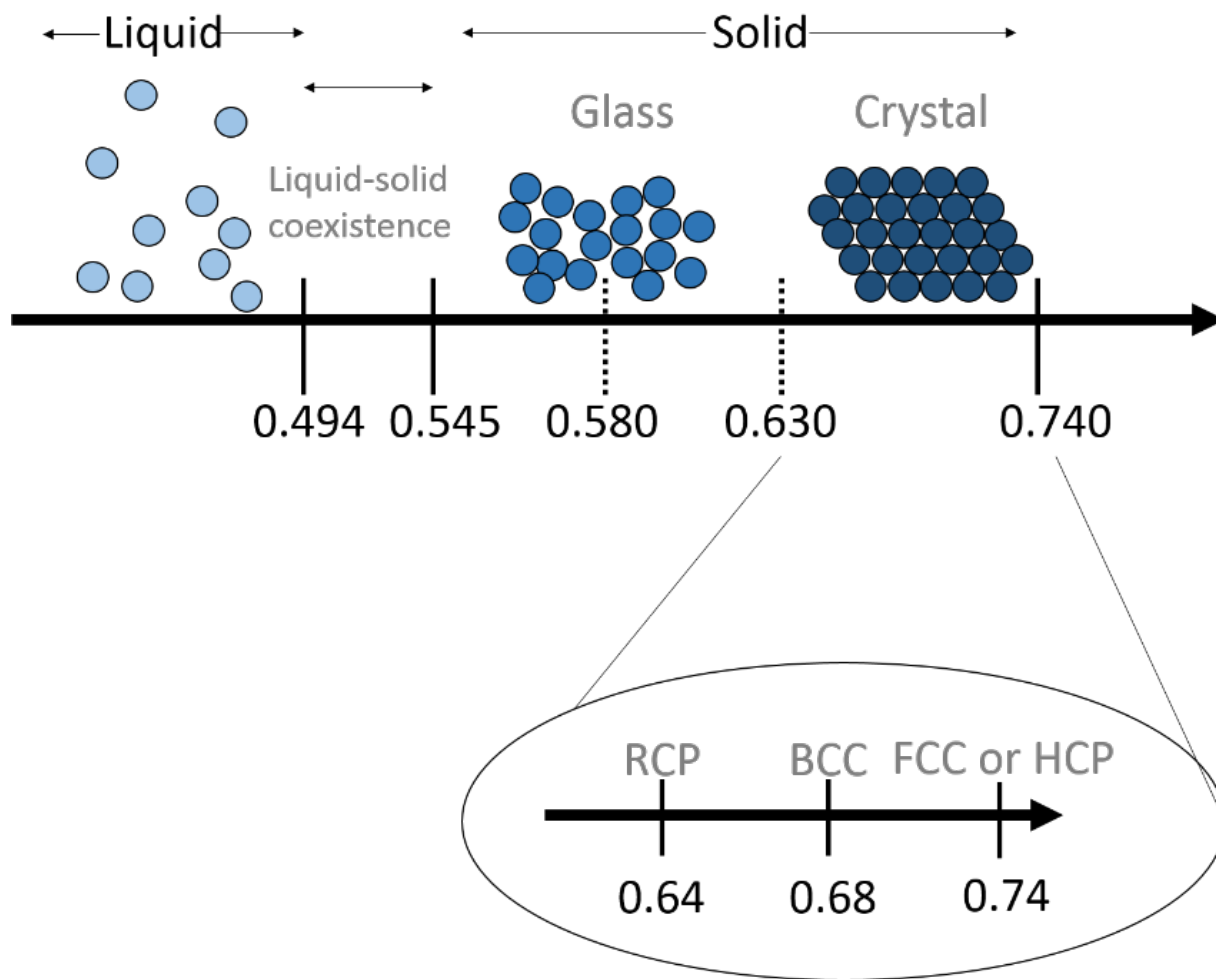 Liquid
Solid
Glass
Crystal
Liquid-solid
coexistence
0.494
0.545
0.580
0.630
0.740
RCP
BCC
FCC or HCP
0.64
0.68
0.74